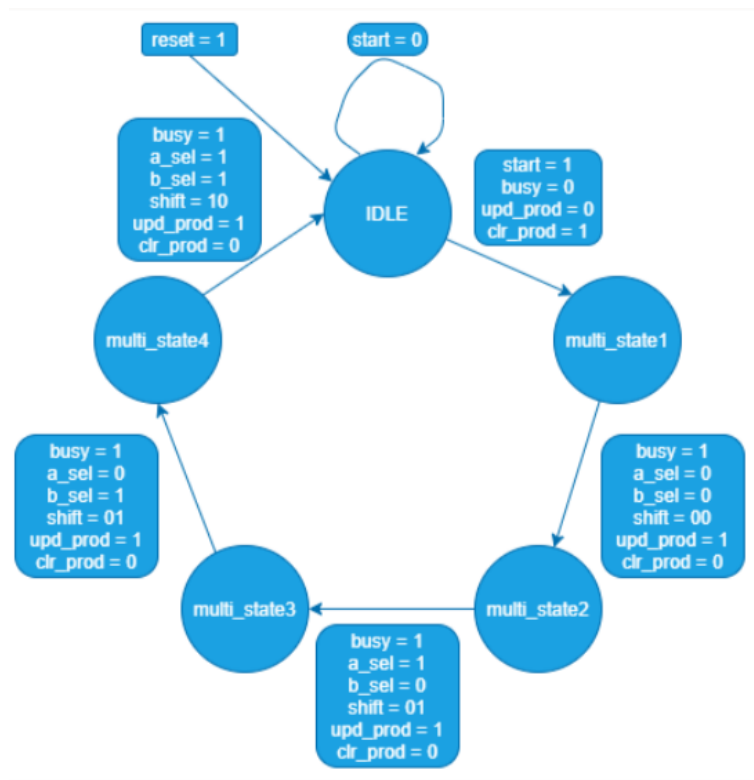 reset = 1
start = 0
busy = 1
a_sel = 1
b_sel = 1
shift = 10
upd_prod = 1
clr_prod = 0
start = 1
busy = 0
upd_prod = 0
clr_prod = 1
IDLE
multi_state4
multi_state1
busy = 1
a_sel = 0
b_sel = 1
shift = 01
upd_prod = 1
clr_prod = 0
busy = 1
a_sel = 0
b_sel = 0
shift = 00
upd_prod = 1
clr_prod = 0
multi_state3
multi_state2
busy = 1
a_sel = 1
b_sel = 0
shift = 01
upd_prod = 1
clr_prod = 0